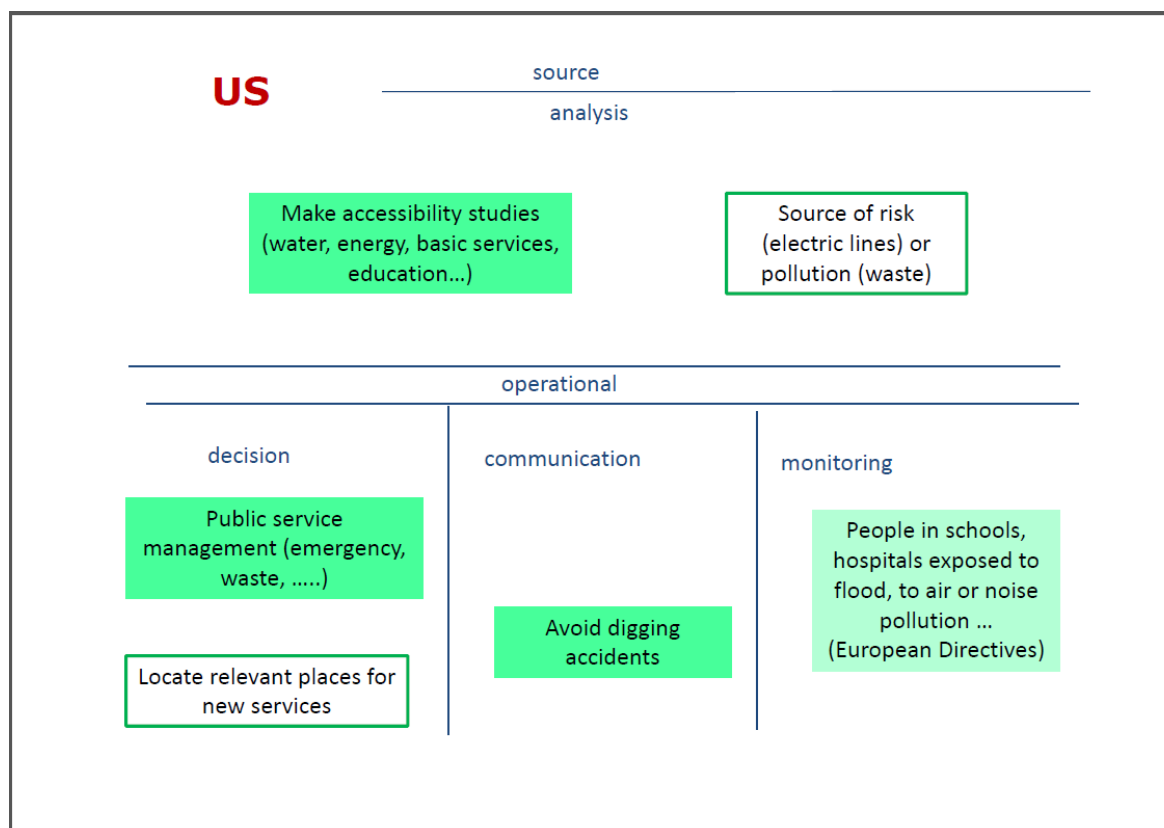 US
source
analysis
Make accessibility studies
(water, energy, basic services,
education...)
Source of risk
(electric lines) or
pollution (waste)
operational
decision
communication
monitoring
Public service
management (emergency,
waste, .....)
Locate relevant places for
new services
Avoid digging
accidents
People in schools,
hospitals exposed to
flood, to air or noise
pollution ...
(European Directives)